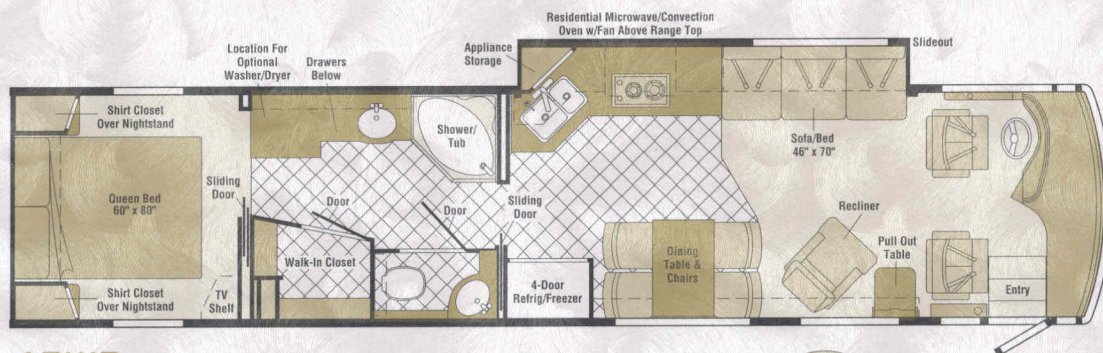 Residential Microwave/Convection
Oven w/Fan Above Range Top
Location For
Optional
Washer/Dryer
Drawers
Below
Appliance
Storage
Slideout
Shirt Closet
Over Nightstand
Shower/
Tub
Sofa/Bed
46" x 70"
Queen Bed
60" x 80"
Sliding
Door
Door
Door
Sliding
Door
Recliner
Walk-In Closet
Dining
Table &
Chairs
Pull Out
Table
Shirt Closet
Over Nightstand
TV
Shelf
4-Door
Refrig/Freezer
Entry